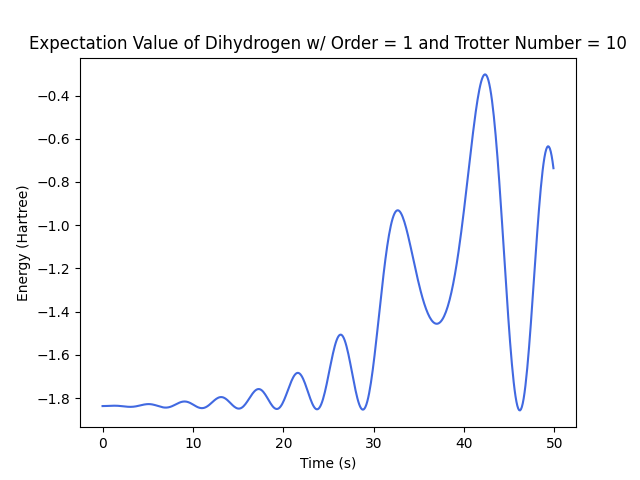 Expectation Value of Dihydrogen w/ Order = 1 and Trotter Number = 10
Energy (Hartree)
−0.4
−0.6
−0.8
−1.0
−1.2
−1.4
−1.6
−1.8
0 10 20 30 40 50
Time (s)